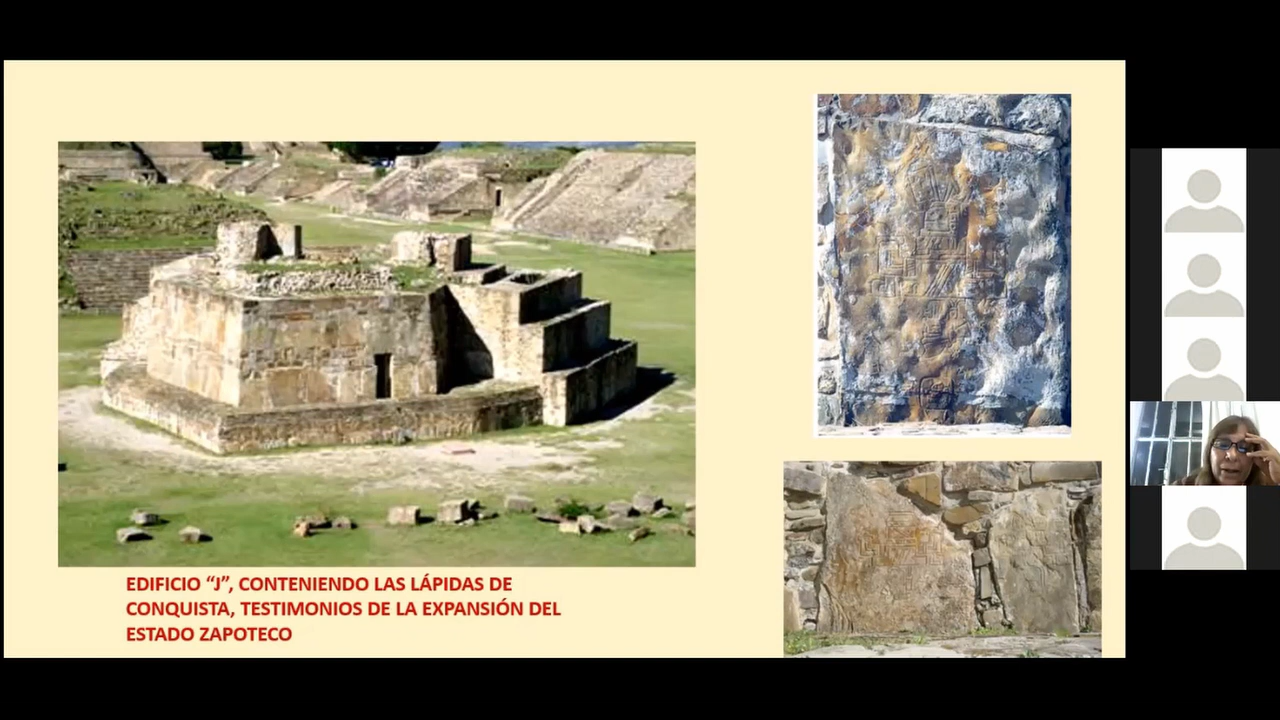 EDIFICIO “J”, CONTENIENDO LAS LÁPIDAS DE
CONQUISTA, TESTIMONIOS DE LA EXPANSIÓN DEL
ESTADO ZAPOTECO